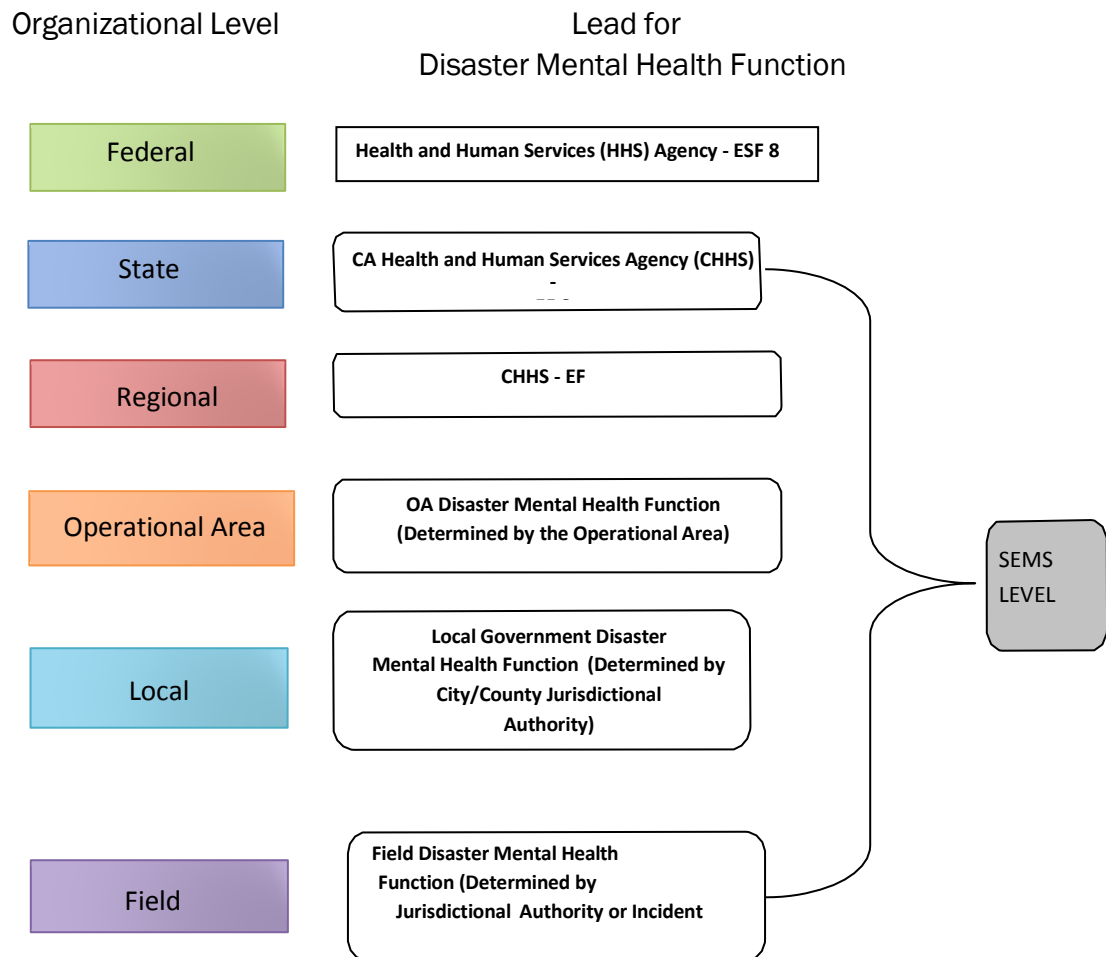 Organizational Level
Lead for
Disaster Mental Health Function
Federal
Health and Human Services (HHS) Agency - ESF 8
State
CA Health and Human Services Agency (CHHS)
-
Regional
CHHS - EF
Operational Area
OA Disaster Mental Health Function
(Determined by the Operational Area)
Local
Local Government Disaster
Mental Health Function (Determined by
City/County Jurisdictional
Authority)
Field
Field Disaster Mental Health
Function (Determined by
Jurisdictional Authority or Incident
SEMS
LEVEL